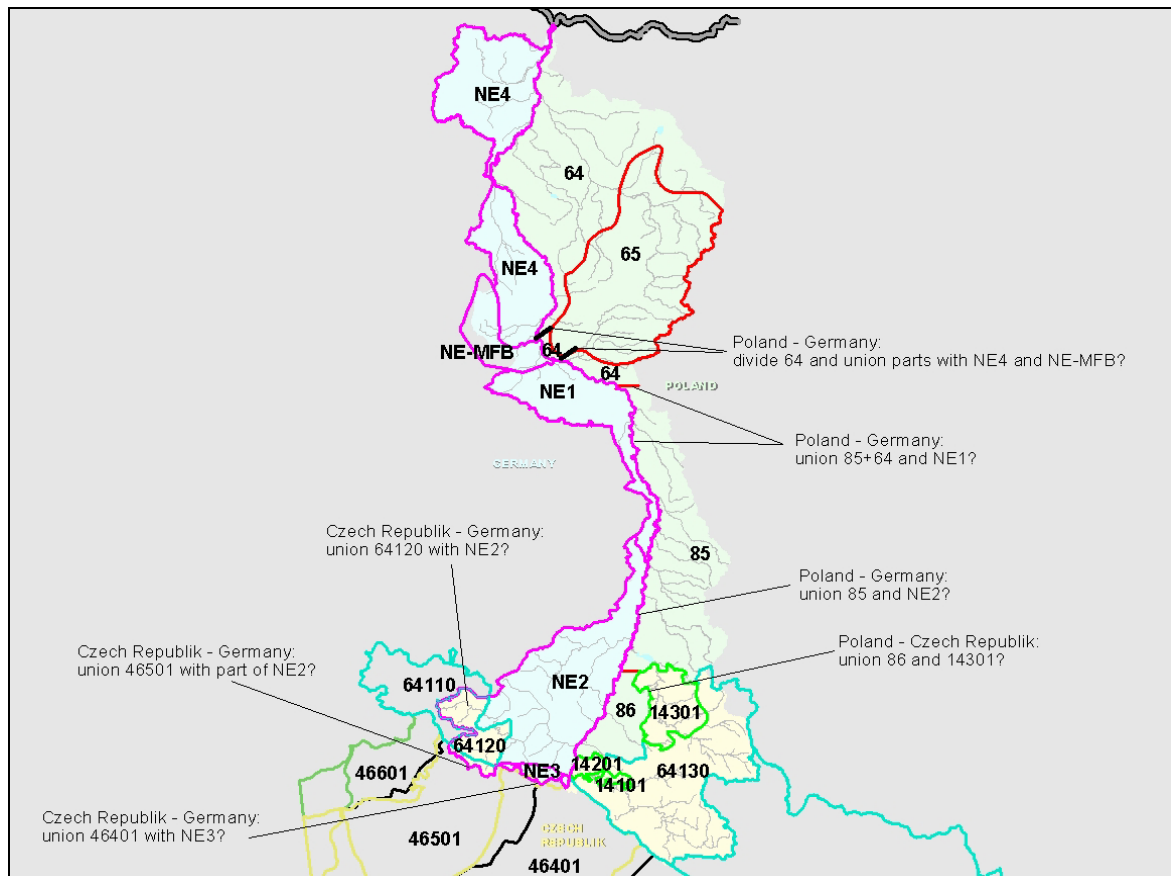 NE4
64
65
NE4
NE-MFB
64
Poland - Germany:
divide 64 and union parts with NE4 and NE-MFB?
64
POLAND
NE1
Poland - Germany:
union 85+64 and NE1?
GERMANY
Czech Republik - Germany:
union 64120 with NE2?
85
Poland - Germany:
union 85 and NE2?
Czech Republik - Germany:
union 46501 with part of NE2?
Poland - Czech Republik:
union 86 and 14301?
64110
NE2
86
14301
64120
14201
64130
46601
NE3
14101
Czech Republik - Germany:
union 46401 with NE3?
46501
CZECH
REPUBLIK
46401